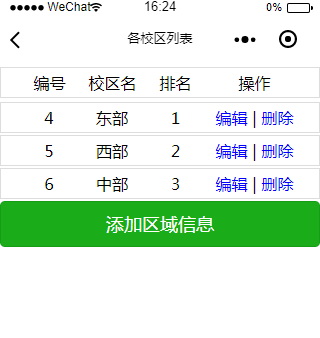 WeChat 16:24 0%
各校区列表
编号 校区名 排名 操作
4 东部 1 编辑 | 删除
5 西部 2 编辑 | 删除
6 中部 3 编辑 | 删除
添加区域信息